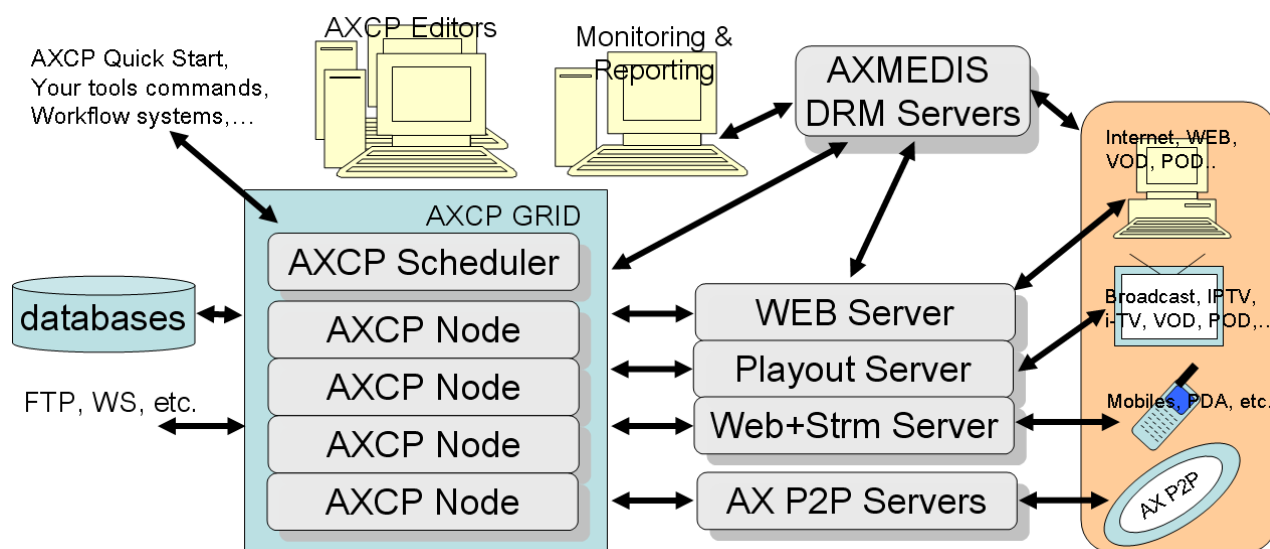 AXCP Editors
Monitoring &
Reporting
AXCP Quick Start,
Your tools commands,
Workflow systems,…
AXMEDIS
DRM Servers
Internet, WEB,
VOD, POD..
AXCP GRID
AXCP Scheduler
databases
AXCP Node
WEB Server
Broadcast, IPTV,
i-TV, VOD, POD,…
AXCP Node
Playout Server
FTP, WS, etc.
AXCP Node
Web+Strm Server
Mobiles, PDA, etc.
AXCP Node
AX P2P Servers
AX P2P